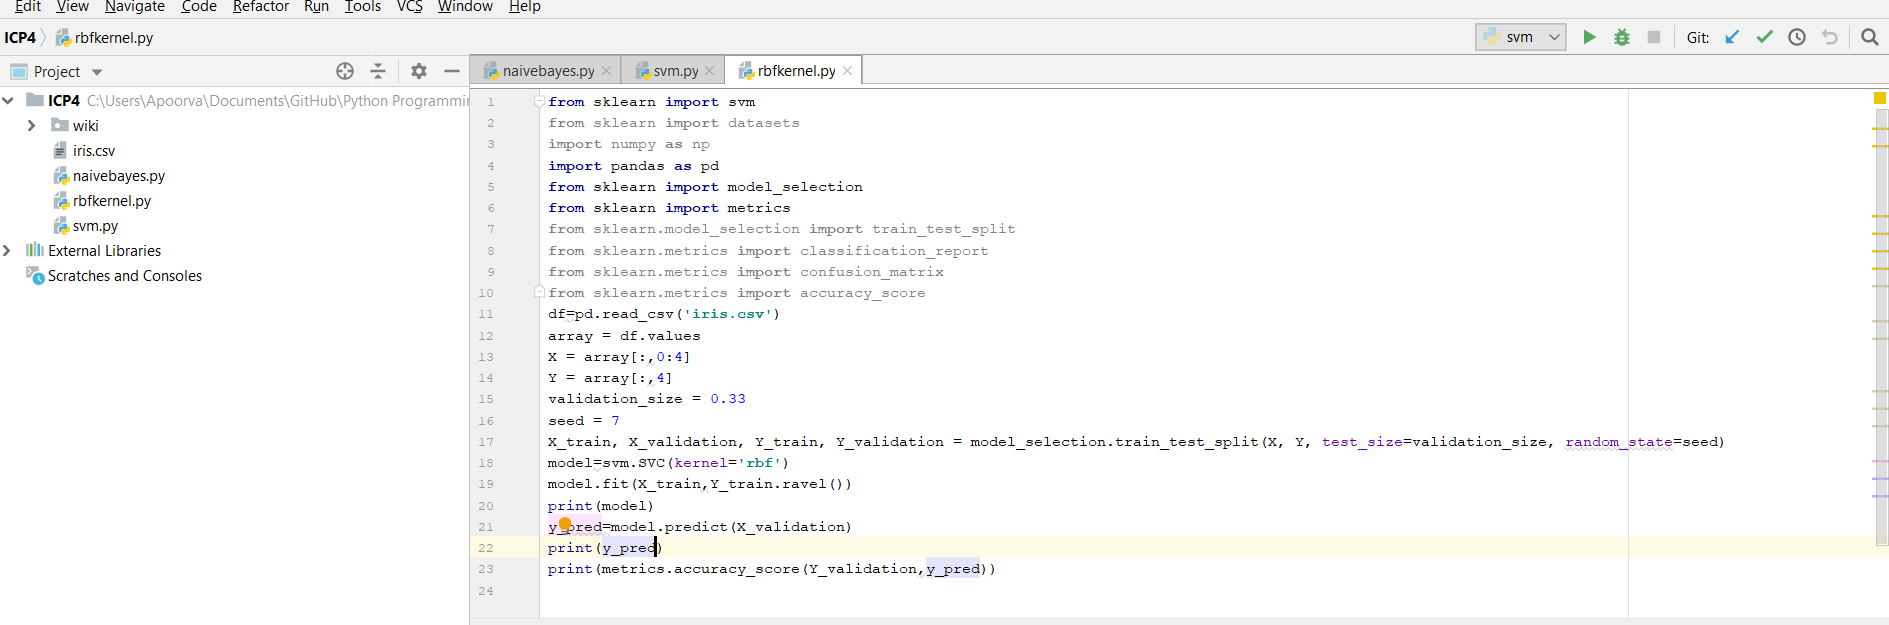 Edit View Navigate Code Refactor Run Tools VCS Window Help
ICP4 rbfkernel.py svm Git:
Project
naivebayes.py svm.py rbfkernel.py
ICP4 C:\Users\Apoorva\Documents\GitHub\Python Programmin
wiki
iris.csv
naivebayes.py
rbfkernel.py
svm.py
External Libraries
Scratches and Consoles
1 from sklearn import svm
2 from sklearn import datasets
3 import numpy as np
4 import pandas as pd
5 from sklearn import model_selection
6 from sklearn import metrics
7 from sklearn.model_selection import train_test_split
8 from sklearn.metrics import classification_report
9 from sklearn.metrics import confusion_matrix
10 from sklearn.metrics import accuracy_score
11 df=pd.read_csv('iris.csv')
12 array = df.values
13 X = array[:,0:4]
14 Y = array[:,4]
15 validation_size = 0.33
16 seed = 7
17 X_train, X_validation, Y_train, Y_validation = model_selection.train_test_split(X, Y, test_size=validation_size, random_state=seed)
18 model=svm.SVC(kernel='rbf')
19 model.fit(X_train,Y_train.ravel())
20 print(model)
21 y_pred=model.predict(X_validation)
22 print(y_pred)
23 print(metrics.accuracy_score(Y_validation,y_pred))
24